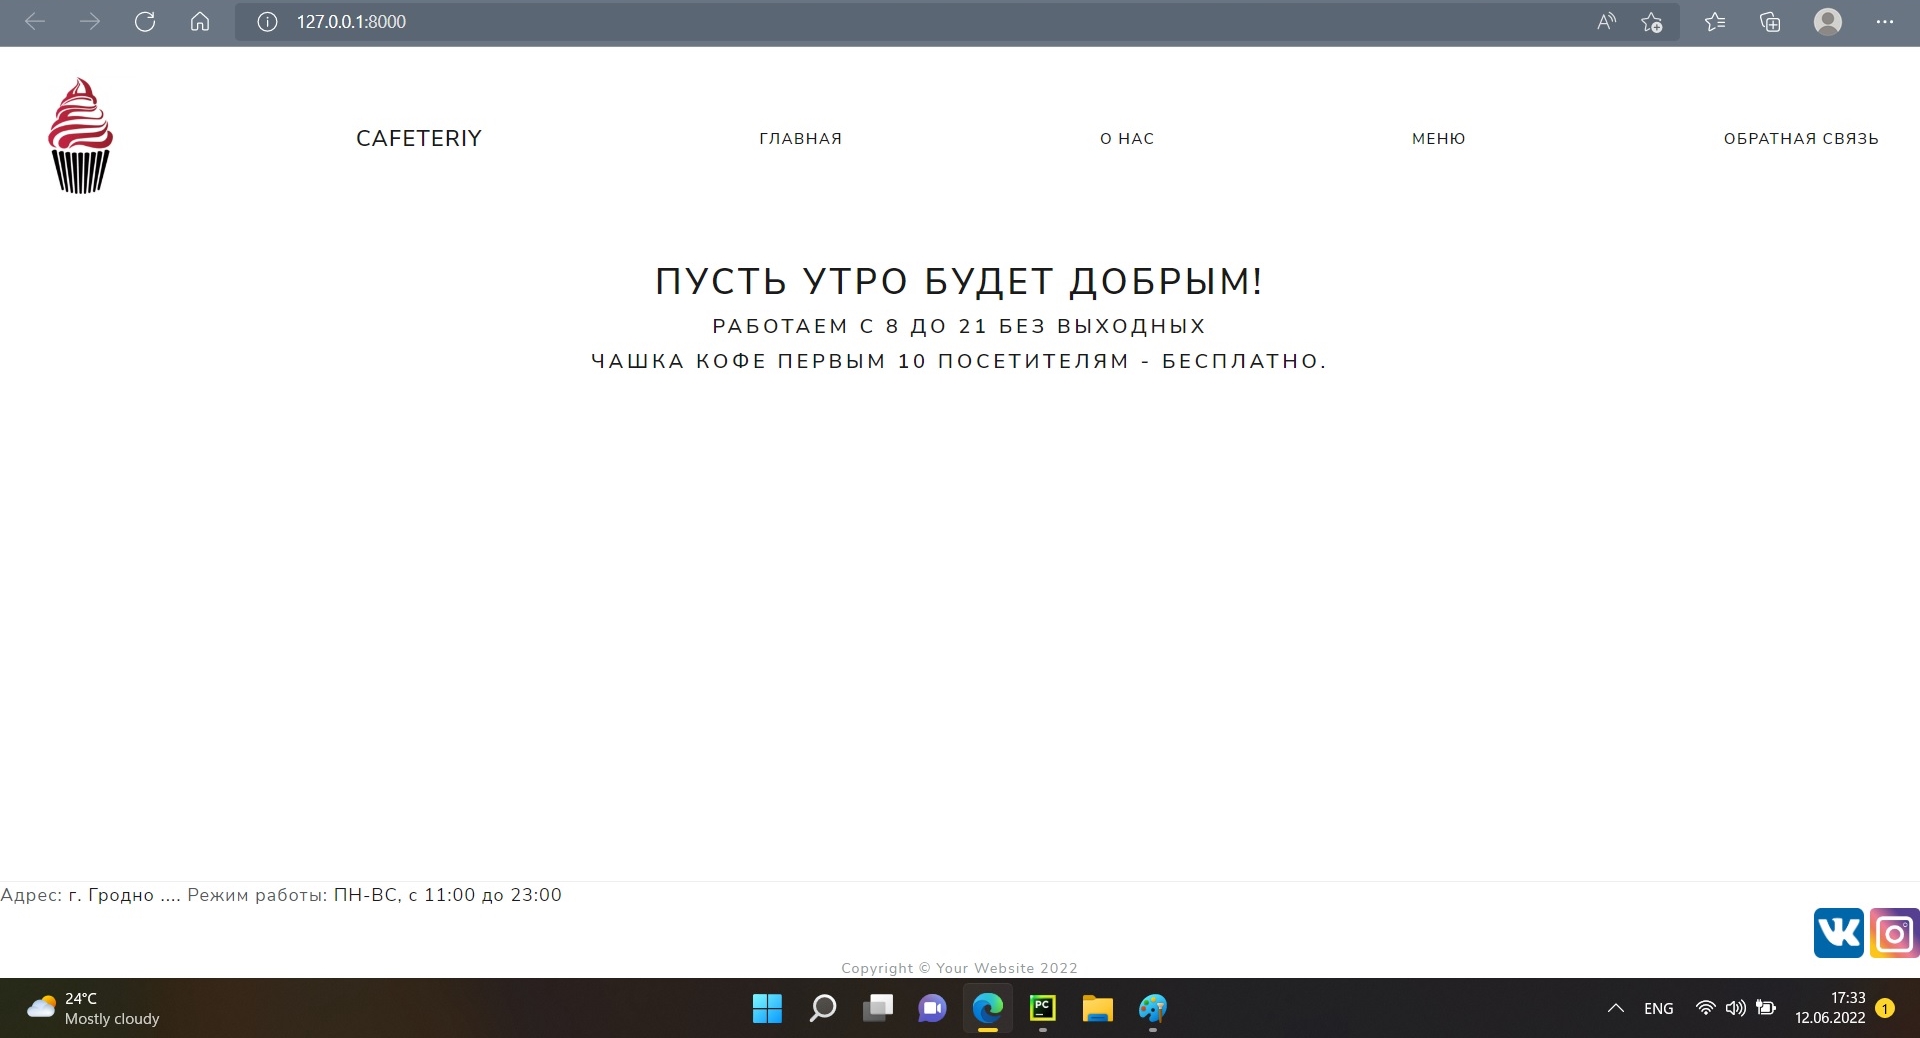 127.0.0.1:8000
CAFETERIY
ГЛАВНАЯ
О НАС
МЕНЮ
ОБРАТНАЯ СВЯЗЬ
ПУСТЬ УТРО БУДЕТ ДОБРЫМ!
РАБОТАЕМ С 8 ДО 21 БЕЗ ВЫХОДНЫХ
ЧАШКА КОФЕ ПЕРВЫМ 10 ПОСЕТИТЕЛЯМ - БЕСПЛАТНО.
Адрес: г. Гродно .... Режим работы: ПН-ВС, с 11:00 до 23:00
Copyright © Your Website 2022
24°C
Mostly cloudy
PC
ENG
17:33
12.06.2022
1